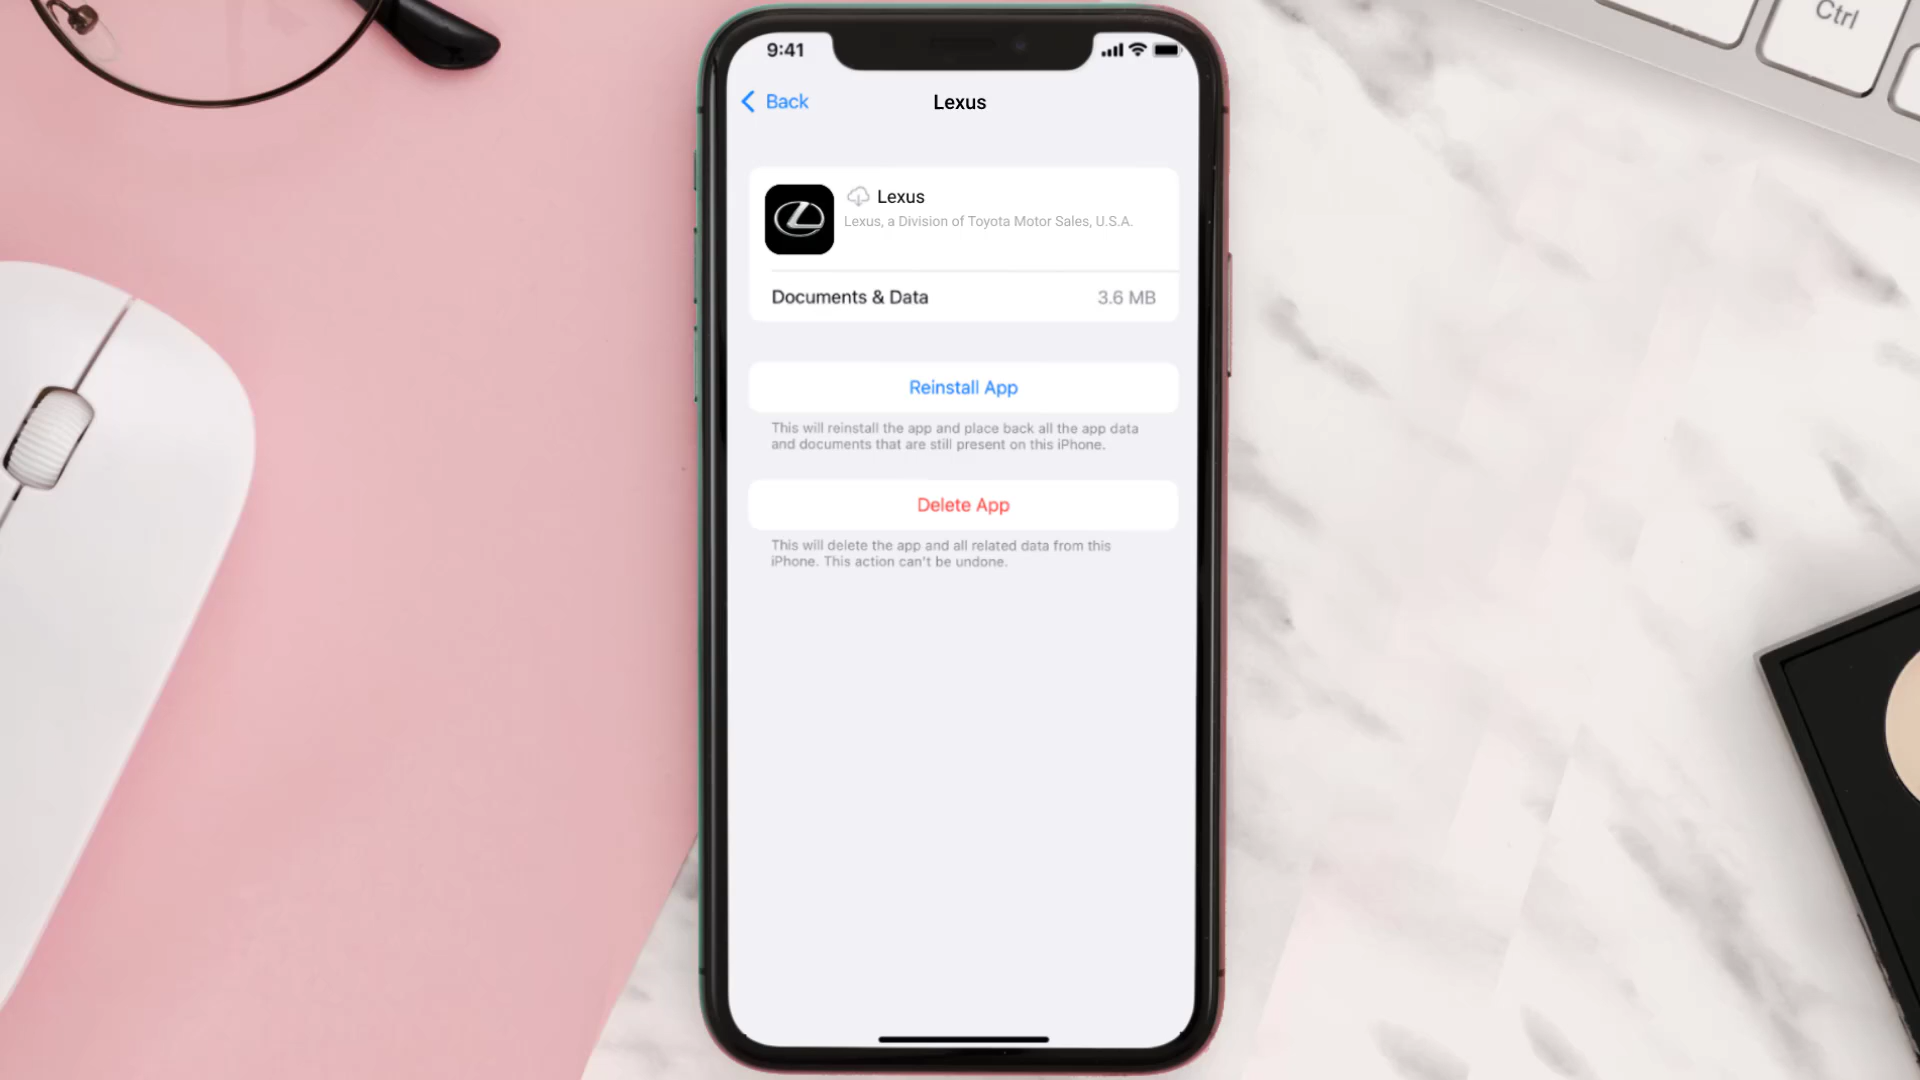 Ctrl
9:41
Back
Lexus
Lexus
Lexus, a Division of Toyota Motor Sales, U.S.A.
Documents & Data
3.6 MB
Reinstall App
This will reinstall the app and place back all the app data
and documents that are still present on this iPhone.
Delete App
This will delete the app and all related data from this
iPhone. This action can't be undone.